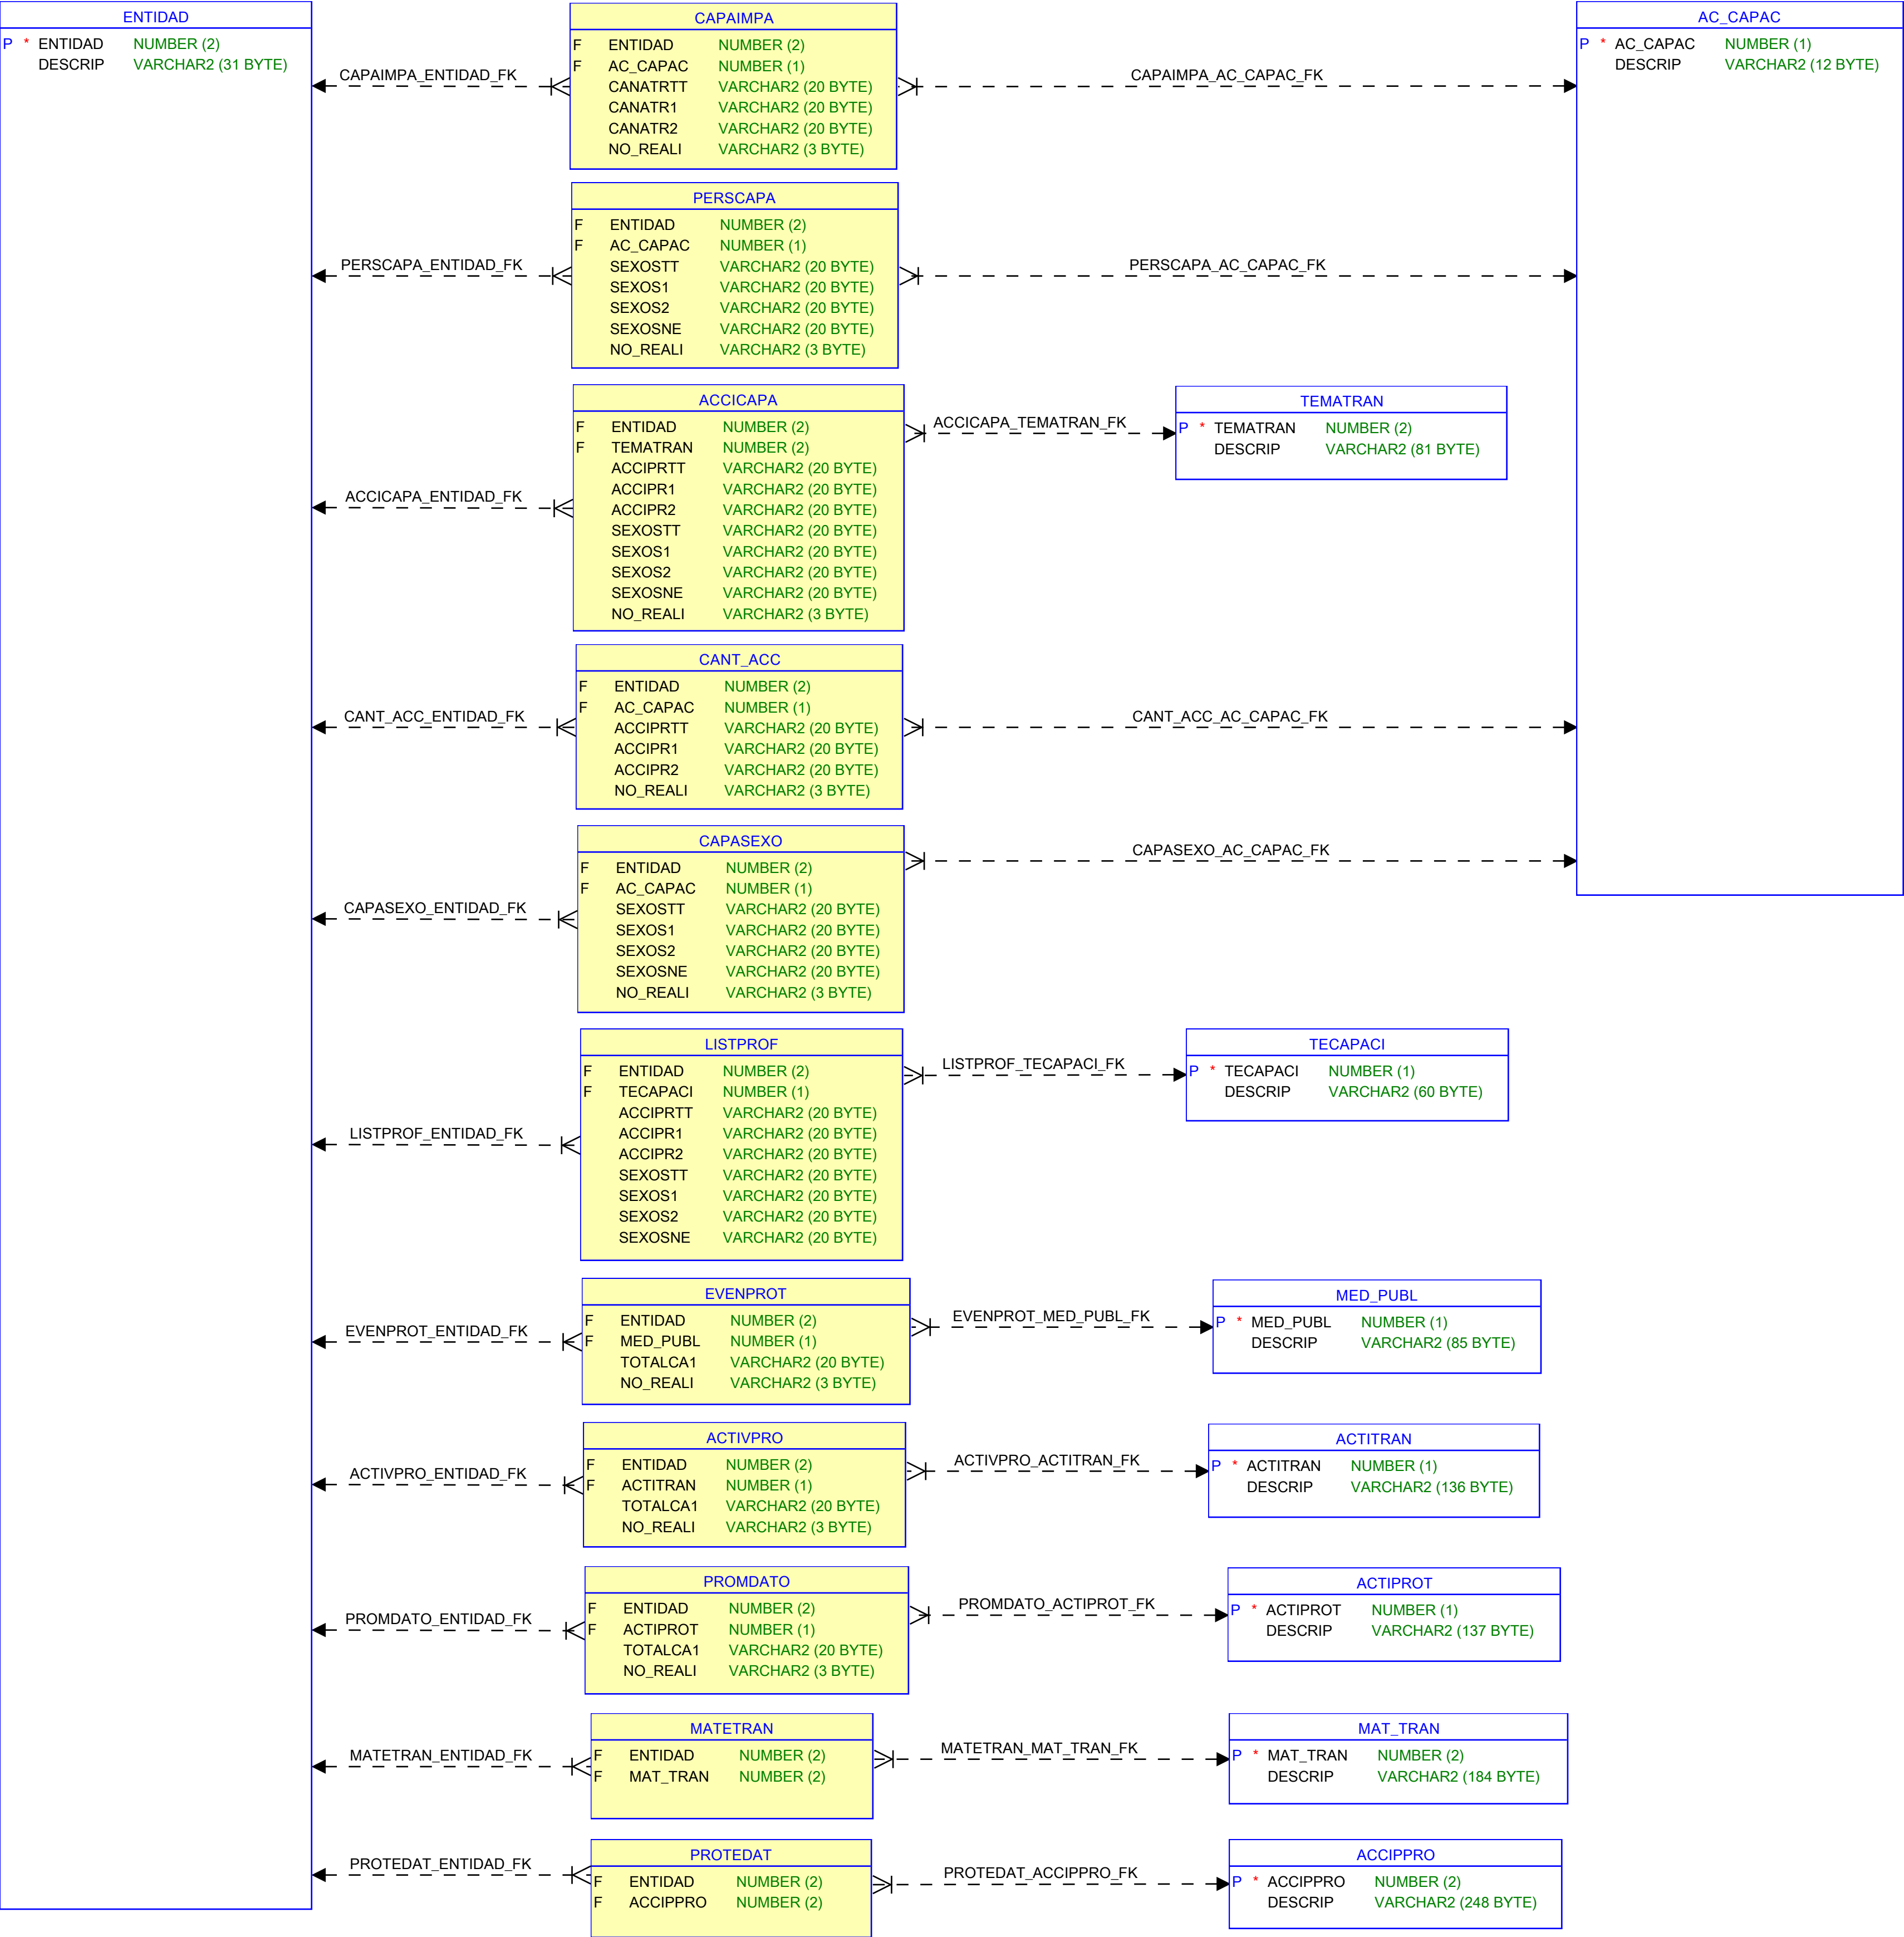 ENTIDAD
P * ENTIDAD NUMBER (2)
DESCRIP VARCHAR2 (31 BYTE)
CAPAIMPA_ENTIDAD_FK
CAPAIMPA
F ENTIDAD NUMBER (2)
F AC_CAPAC NUMBER (1)
CANATRTT VARCHAR2 (20 BYTE)
CANATR1 VARCHAR2 (20 BYTE)
CANATR2 VARCHAR2 (20 BYTE)
NO_REALI VARCHAR2 (3 BYTE)
CAPAIMPA_AC_CAPAC_FK
AC_CAPAC
P * AC_CAPAC NUMBER (1)
DESCRIP VARCHAR2 (12 BYTE)
PERSCAPA_ENTIDAD_FK
PERSCAPA
F ENTIDAD NUMBER (2)
F AC_CAPAC NUMBER (1)
SEXOSTT VARCHAR2 (20 BYTE)
SEXOS1 VARCHAR2 (20 BYTE)
SEXOS2 VARCHAR2 (20 BYTE)
SEXOSNE VARCHAR2 (20 BYTE)
NO_REALI VARCHAR2 (3 BYTE)
PERSCAPA_AC_CAPAC_FK
ACCICAPA_ENTIDAD_FK
ACCICAPA
F ENTIDAD NUMBER (2)
F TEMATRAN NUMBER (2)
ACCIPRTT VARCHAR2 (20 BYTE)
ACCIPR1 VARCHAR2 (20 BYTE)
ACCIPR2 VARCHAR2 (20 BYTE)
SEXOSTT VARCHAR2 (20 BYTE)
SEXOS1 VARCHAR2 (20 BYTE)
SEXOS2 VARCHAR2 (20 BYTE)
SEXOSNE VARCHAR2 (20 BYTE)
NO_REALI VARCHAR2 (3 BYTE)
ACCICAPA_TEMATRAN_FK
TEMATRAN
P * TEMATRAN NUMBER (2)
DESCRIP VARCHAR2 (81 BYTE)
CANT_ACC_ENTIDAD_FK
CANT_ACC
F ENTIDAD NUMBER (2)
F AC_CAPAC NUMBER (1)
ACCIPRTT VARCHAR2 (20 BYTE)
ACCIPR1 VARCHAR2 (20 BYTE)
ACCIPR2 VARCHAR2 (20 BYTE)
NO_REALI VARCHAR2 (3 BYTE)
CANT_ACC_AC_CAPAC_FK
CAPASEXO_ENTIDAD_FK
CAPASEXO
F ENTIDAD NUMBER (2)
F AC_CAPAC NUMBER (1)
SEXOSTT VARCHAR2 (20 BYTE)
SEXOS1 VARCHAR2 (20 BYTE)
SEXOS2 VARCHAR2 (20 BYTE)
SEXOSNE VARCHAR2 (20 BYTE)
NO_REALI VARCHAR2 (3 BYTE)
CAPASEXO_AC_CAPAC_FK
LISTPROF_ENTIDAD_FK
LISTPROF
F ENTIDAD NUMBER (2)
F TECAPACI NUMBER (1)
ACCIPRTT VARCHAR2 (20 BYTE)
ACCIPR1 VARCHAR2 (20 BYTE)
ACCIPR2 VARCHAR2 (20 BYTE)
SEXOSTT VARCHAR2 (20 BYTE)
SEXOS1 VARCHAR2 (20 BYTE)
SEXOS2 VARCHAR2 (20 BYTE)
SEXOSNE VARCHAR2 (20 BYTE)
LISTPROF_TECAPACI_FK
TECAPACI
P * TECAPACI NUMBER (1)
DESCRIP VARCHAR2 (60 BYTE)
EVENPROT_ENTIDAD_FK
EVENPROT
F ENTIDAD NUMBER (2)
F MED_PUBL NUMBER (1)
TOTALCA1 VARCHAR2 (20 BYTE)
NO_REALI VARCHAR2 (3 BYTE)
EVENPROT_MED_PUBL_FK
MED_PUBL
P * MED_PUBL NUMBER (1)
DESCRIP VARCHAR2 (85 BYTE)
ACTIVPRO_ENTIDAD_FK
ACTIVPRO
F ENTIDAD NUMBER (2)
F ACTITRAN NUMBER (1)
TOTALCA1 VARCHAR2 (20 BYTE)
NO_REALI VARCHAR2 (3 BYTE)
ACTIVPRO_ACTITRAN_FK
ACTITRAN
P * ACTITRAN NUMBER (1)
DESCRIP VARCHAR2 (136 BYTE)
PROMDATO_ENTIDAD_FK
PROMDATO
F ENTIDAD NUMBER (2)
F ACTIPROT NUMBER (1)
TOTALCA1 VARCHAR2 (20 BYTE)
NO_REALI VARCHAR2 (3 BYTE)
PROMDATO_ACTIPROT_FK
ACTIPROT
P * ACTIPROT NUMBER (1)
DESCRIP VARCHAR2 (137 BYTE)
MATETRAN_ENTIDAD_FK
MATETRAN
F ENTIDAD NUMBER (2)
F MAT_TRAN NUMBER (2)
MATETRAN_MAT_TRAN_FK
MAT_TRAN
P * MAT_TRAN NUMBER (2)
DESCRIP VARCHAR2 (184 BYTE)
PROTEDAT_ENTIDAD_FK
PROTEDAT
F ENTIDAD NUMBER (2)
F ACCIPPRO NUMBER (2)
PROTEDAT_ACCIPPRO_FK
ACCIPPRO
P * ACCIPPRO NUMBER (2)
DESCRIP VARCHAR2 (248 BYTE)